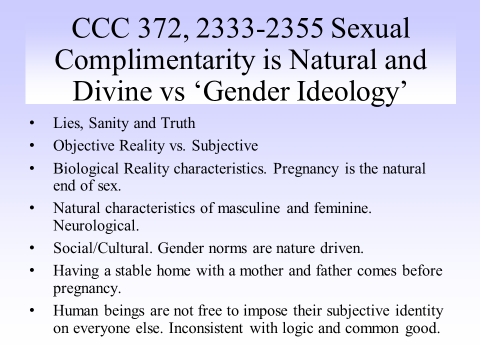 CCC 372, 2333-2355 Sexual
Complimentarity is Natural and
Divine vs ‘Gender Ideology’
• Lies, Sanity and Truth
• Objective Reality vs. Subjective
• Biological Reality characteristics. Pregnancy is the natural
end of sex.
• Natural characteristics of masculine and feminine.
Neurological.
• Social/Cultural. Gender norms are nature driven.
• Having a stable home with a mother and father comes before
pregnancy.
• Human beings are not free to impose their subjective identity
on everyone else. Inconsistent with logic and common good.